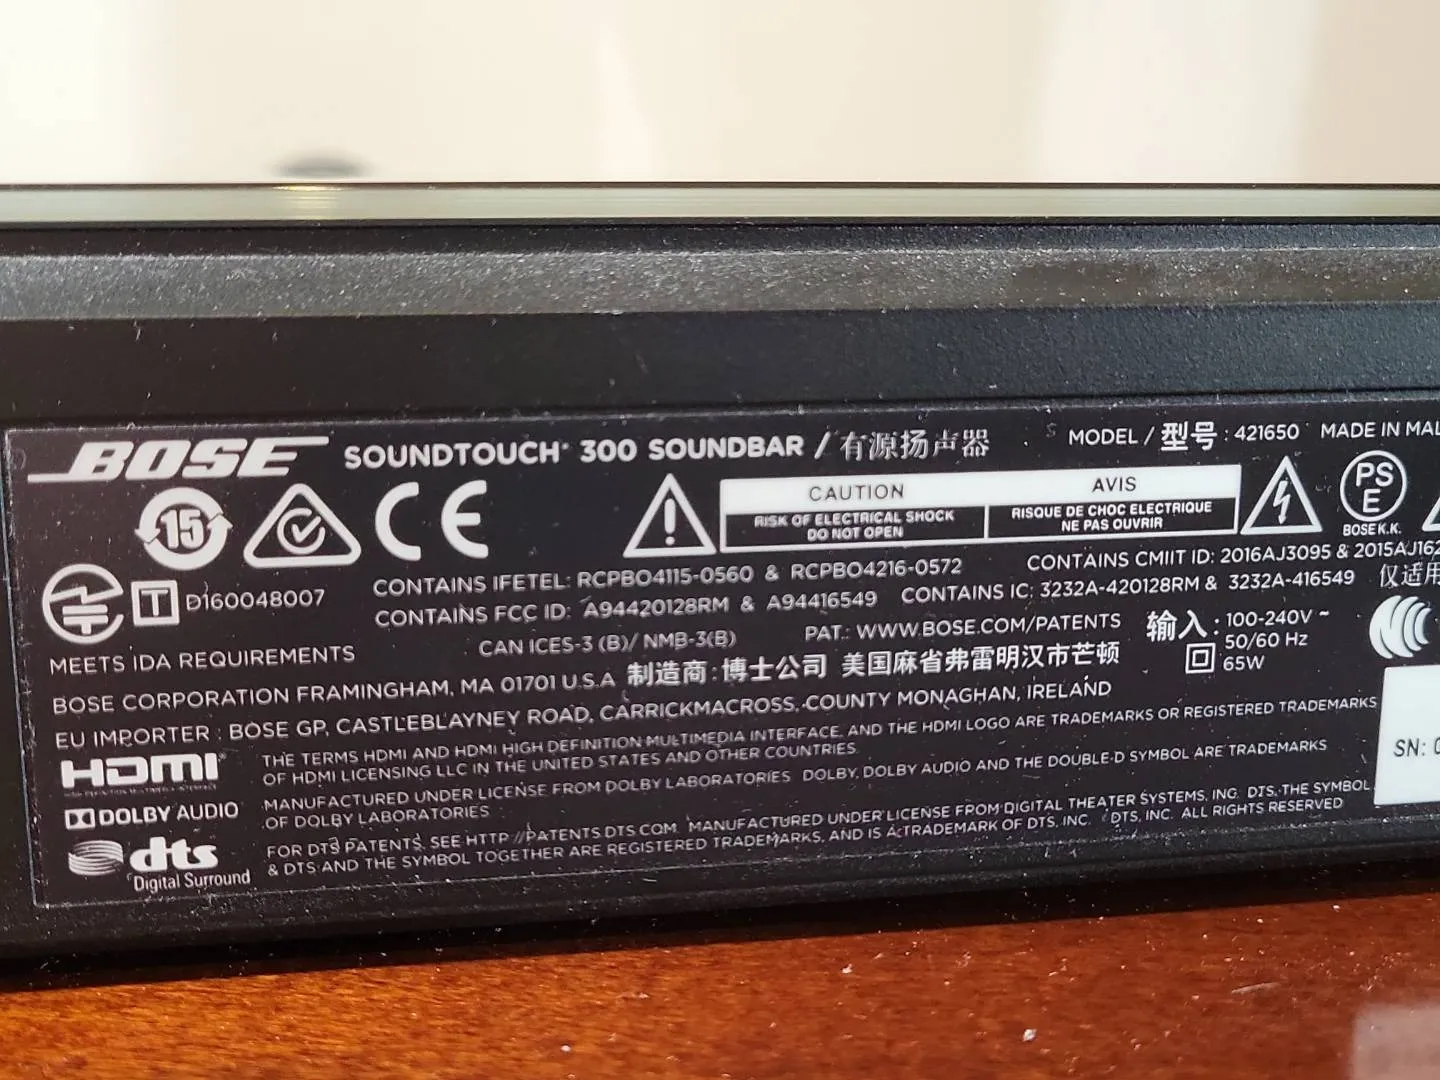 BOSE SOUNDTOUCH® 300 SOUNDBAR / 有源扬声器 MODEL / 型号 : 421650 MADE IN MAL
15 CAUTION AVIS PS E
RISK OF ELECTRICAL SHOCK RISQUE DE CHOC ELECTRIQUE
DO NOT OPEN NE PAS OUVRIR BOSE K.K.
CONTAINS IFETEL: RCPBO4115-0560 & RCPBO4216-0572 CONTAINS CMIIT ID: 2016AJ3095 & 2015AJ162
T D160048007 CONTAINS FCC ID: A94420128RM & A94416549 CONTAINS IC: 3232A-420128RM & 3232A-416549 仅适用
CAN ICES-3 (B)/ NMB-3(B) PAT.: WWW.BOSE.COM/PATENTS 输入 : 100-240V ~
50/60 Hz
65W
MEETS IDA REQUIREMENTS
BOSE CORPORATION FRAMINGHAM, MA 01701 U.S.A 制造商:博士公司 美国麻省弗雷明汉市芒顿
EU IMPORTER : BOSE GP, CASTLEBLAYNEY ROAD, CARRICKMACROSS, COUNTY MONAGHAN, IRELAND
HDMI THE TERMS HDMI AND HDMI HIGH DEFINITION MULTIMEDIA INTERFACE, AND THE HDMI LOGO ARE TRADEMARKS OR REGISTERED TRADEMARKS
OF HDMI LICENSING LLC IN THE UNITED STATES AND OTHER COUNTRIES.
DOLBY AUDIO MANUFACTURED UNDER LICENSE FROM DOLBY LABORATORIES DOLBY, DOLBY AUDIO AND THE DOUBLE-D SYMBOL ARE TRADEMARKS
OF DOLBY LABORATORIES
dts Digital Surround FOR DTS PATENTS, SEE HTTP://PATENTS.DTS.COM. MANUFACTURED UNDER LICENSE FROM DIGITAL THEATER SYSTEMS, INC. DTS, THE SYMBOL,
& DTS AND THE SYMBOL TOGETHER ARE REGISTERED TRADEMARKS, AND IS A TRADEMARK OF DTS, INC. DTS, INC. ALL RIGHTS RESERVED
SN: 0